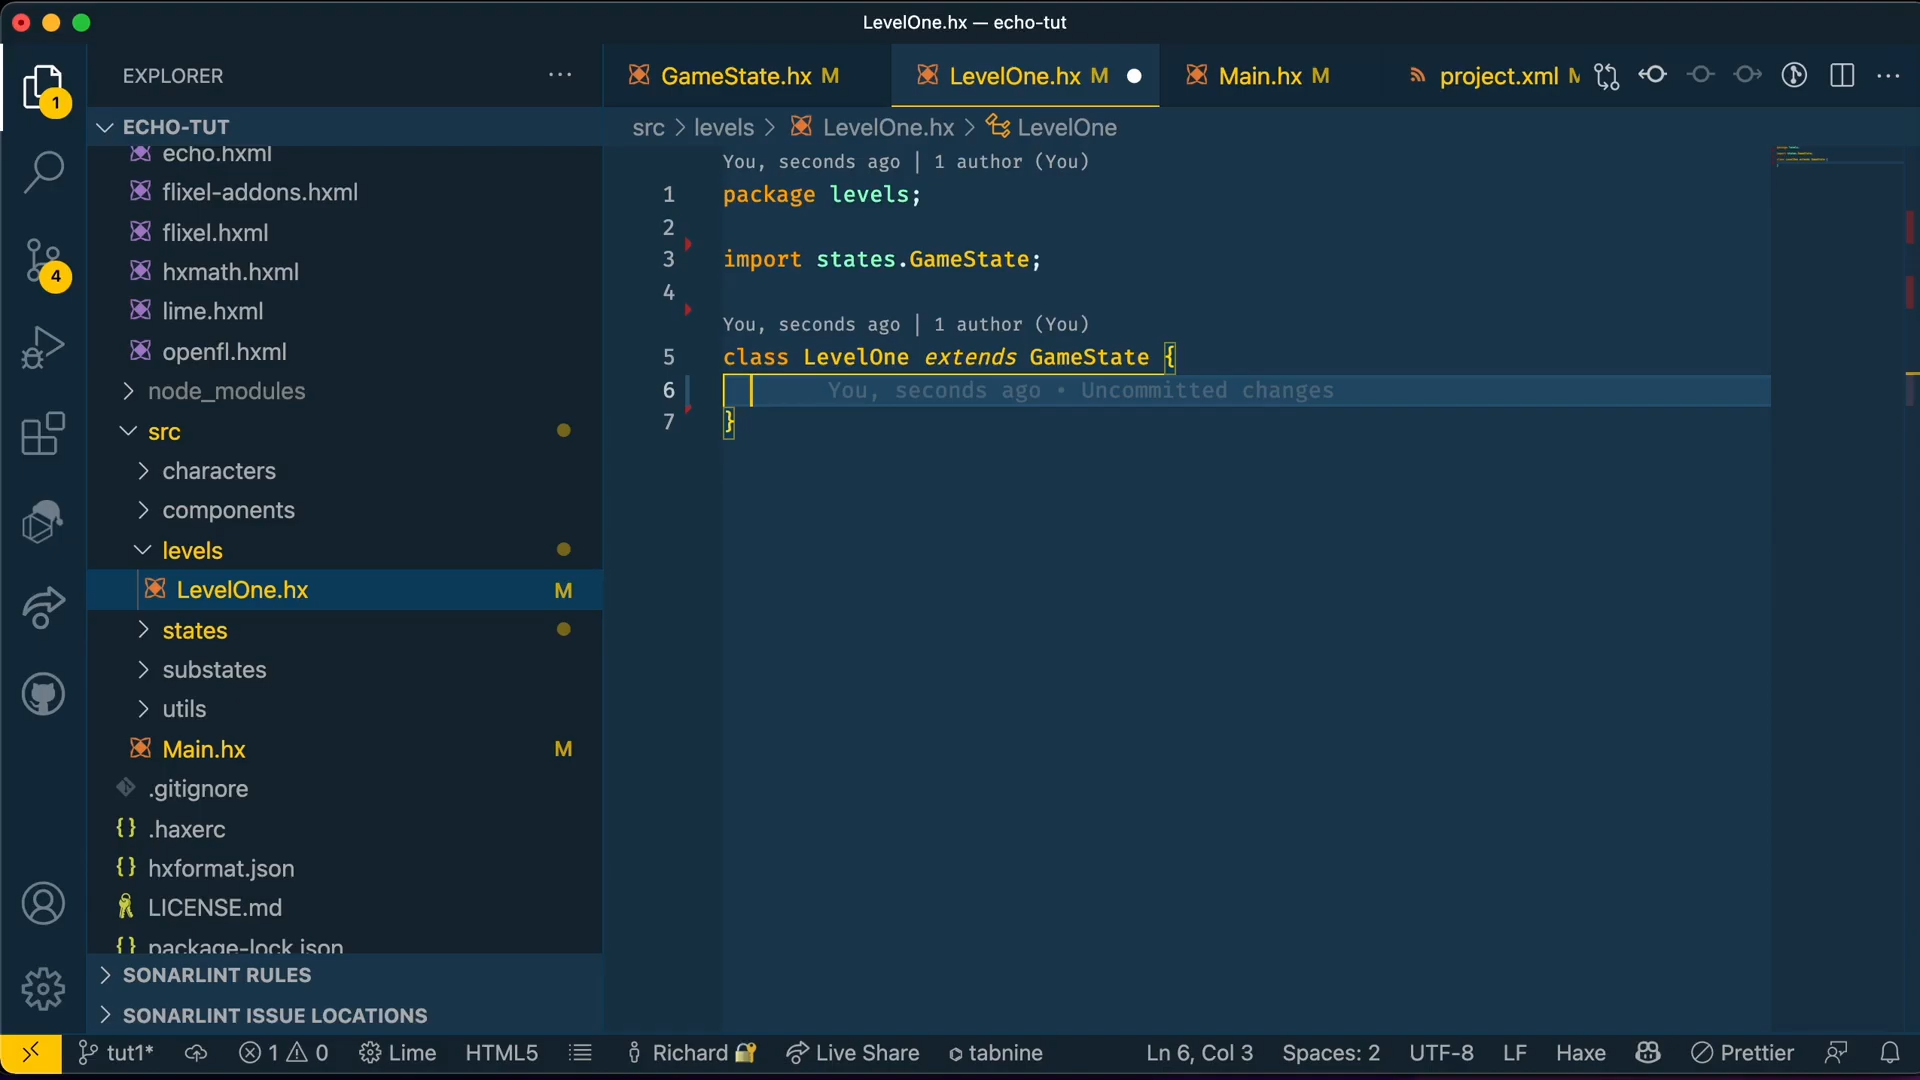 LevelOne.hx — echo-tut
EXPLORER
GameState.hx M
LevelOne.hx M
Main.hx M
project.xml
1
ECHO-TUT
echo.hxml
flixel-addons.hxml
flixel.hxml
hxmath.hxml
lime.hxml
openfl.hxml
node_modules
src
characters
components
levels
LevelOne.hx M
states
substates
utils
Main.hx M
.gitignore
{} .haxerc
{} hxformat.json
LICENSE.md
{} package-lock.json
SONARLINT RULES
SONARLINT ISSUE LOCATIONS
4
src > levels > LevelOne.hx > LevelOne
You, seconds ago | 1 author (You)
1 package levels;
2
3 import states.GameState;
4
You, seconds ago | 1 author (You)
5 class LevelOne extends GameState {
6 You, seconds ago • Uncommitted changes
7 }
tut1* 1 0 Lime HTML5 Richard Live Share tabnine Ln 6, Col 3 Spaces: 2 UTF-8 LF Haxe Prettier